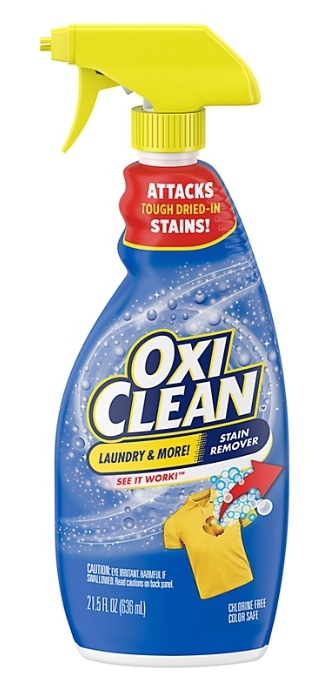 ATTACKS
TOUGH DRIED-IN
STAINS!
OXI
CLEAN
LAUNDRY & MORE!
STAIN
REMOVER
SEE IT WORK!™
CAUTION: EYE IRRITANT. HARMFUL IF
SWALLOWED. Read cautions on back panel.
21.5 FL OZ (636 mL)
CHLORINE FREE
COLOR SAFE